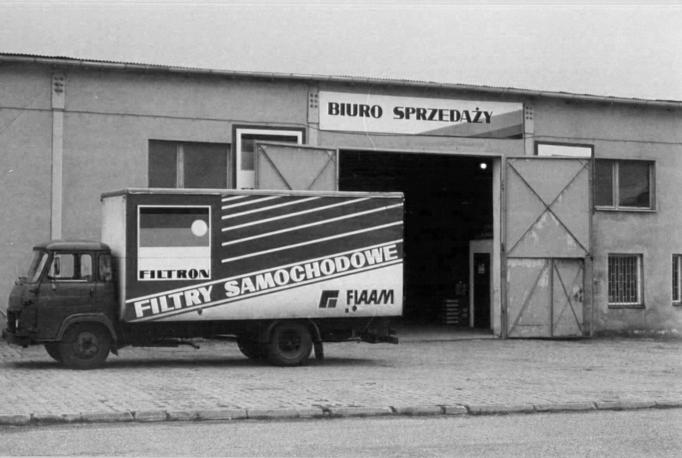 BIURO SPRZEDAŻY
FILTRON
FILTRY SAMOCHODOWE
FIAAM